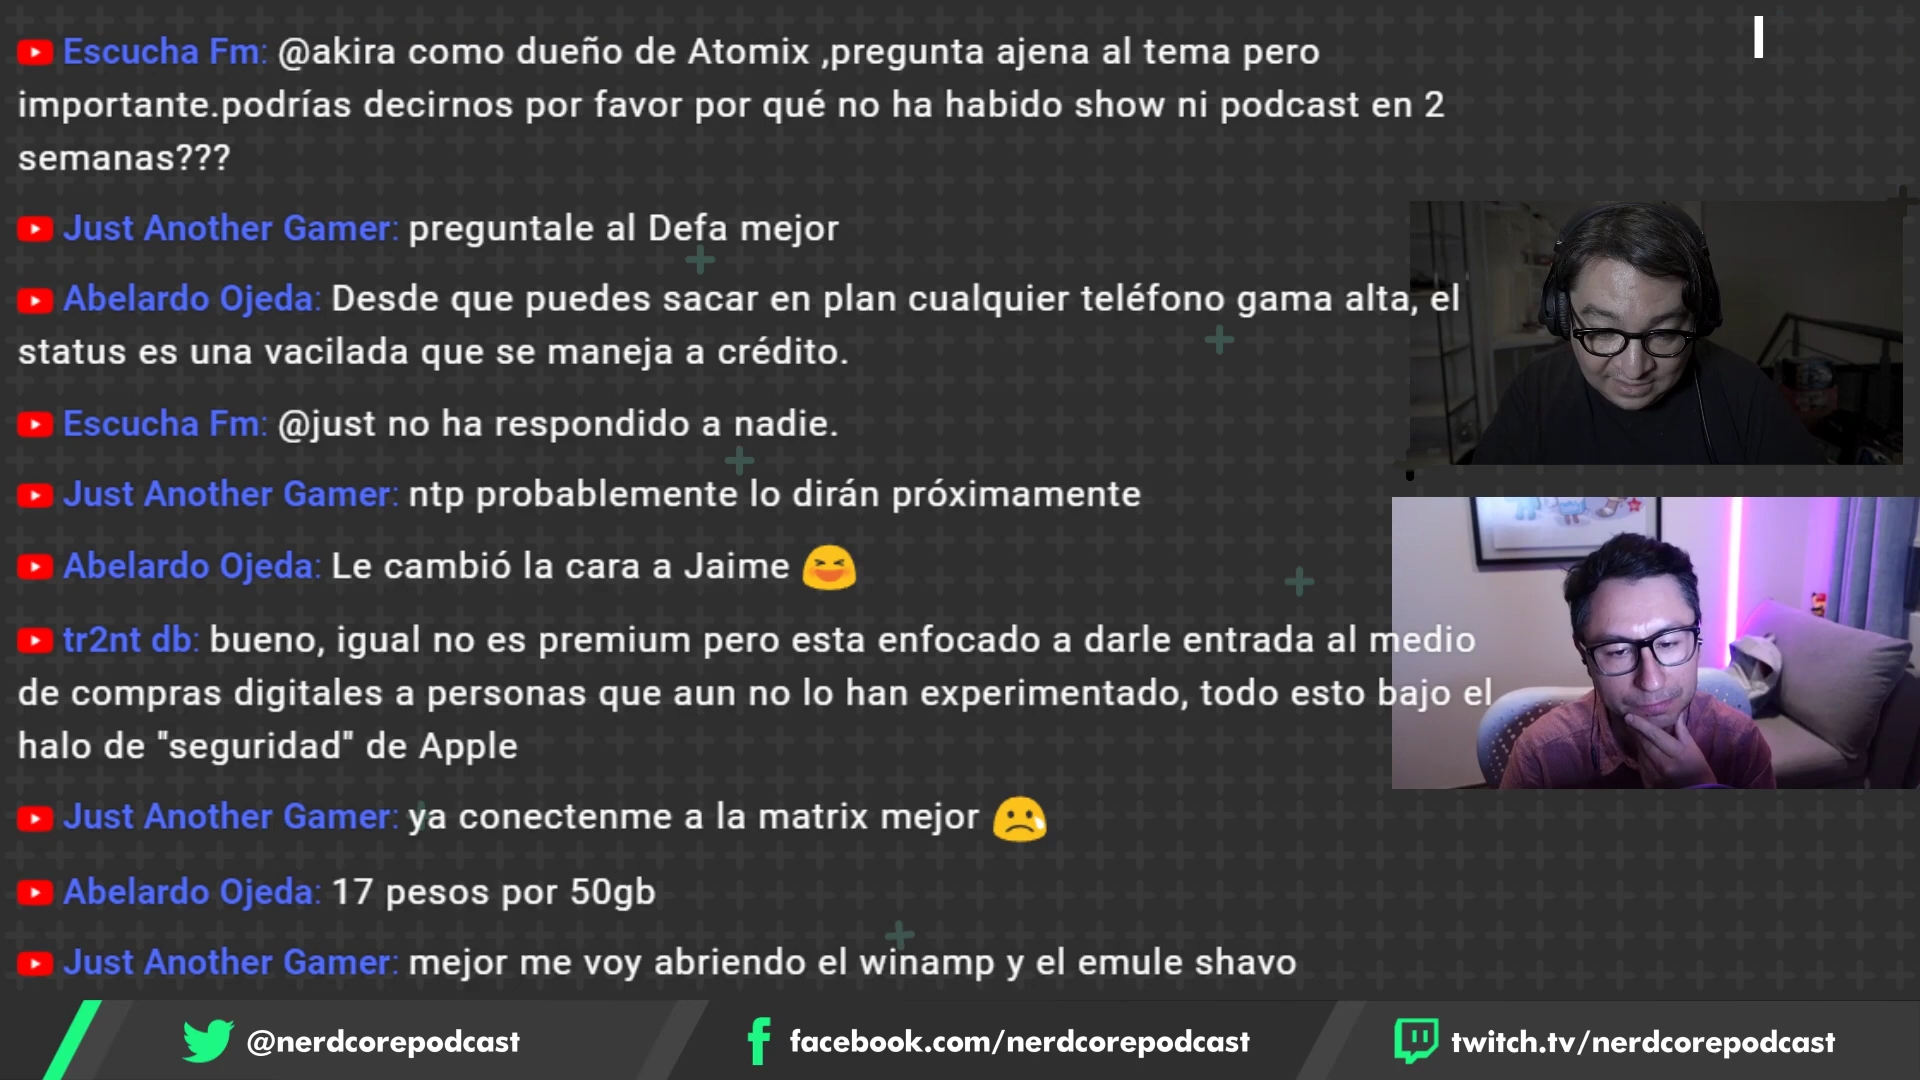 Escucha Fm: @akira como dueño de Atomix ,pregunta ajena al tema pero
importante.podrías decirnos por favor por qué no ha habido show ni podcast en 2
semanas???
Just Another Gamer: preguntale al Defa mejor
Abelardo Ojeda: Desde que puedes sacar en plan cualquier teléfono gama alta, el
status es una vacilada que se maneja a crédito.
Escucha Fm: @just no ha respondido a nadie.
Just Another Gamer: ntp probablemente lo dirán próximamente
Abelardo Ojeda: Le cambió la cara a Jaime 😆
tr2nt db: bueno, igual no es premium pero esta enfocado a darle entrada al medio
de compras digitales a personas que aun no lo han experimentado, todo esto bajo el
halo de "seguridad" de Apple
Just Another Gamer: ya conectenme a la matrix mejor 😢
Abelardo Ojeda: 17 pesos por 50gb
Just Another Gamer: mejor me voy abriendo el winamp y el emule shavo
@nerdcorepodcast
facebook.com/nerdcorepodcast
twitch.tv/nerdcorepodcast